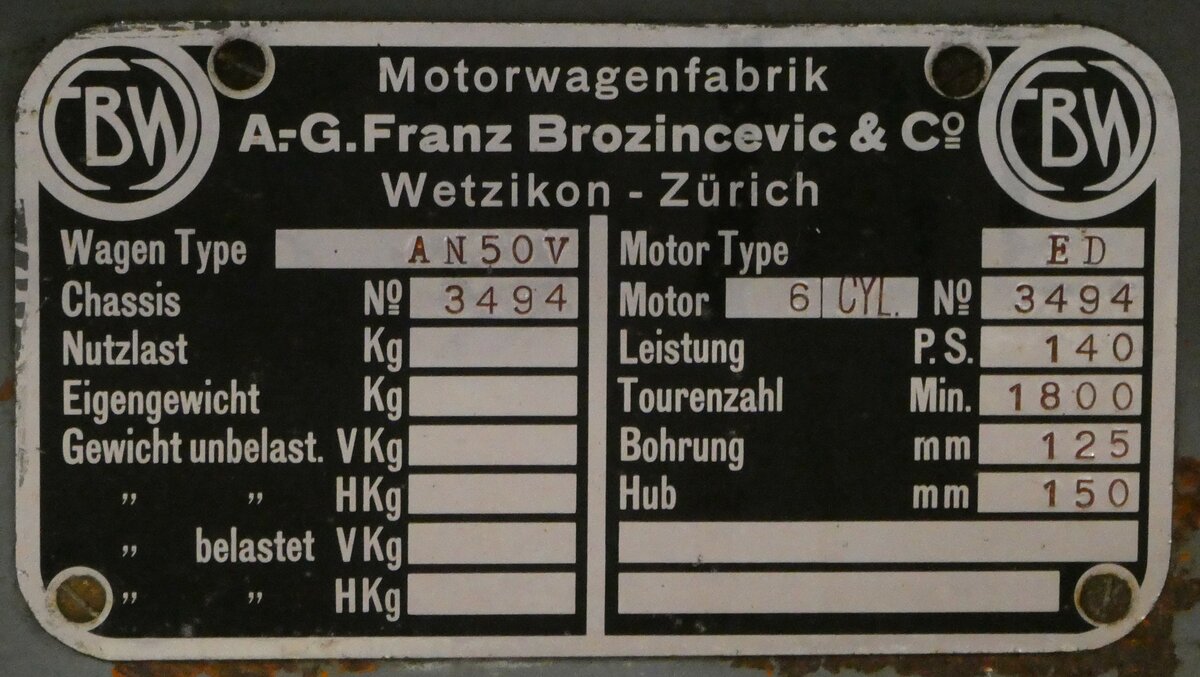 FBW FBW
Motorwagenfabrik
A.-G. Franz Brozincevic & Cº
Wetzikon - Zürich
Wagen Type AN50V
Chassis Nº 3494
Nutzlast Kg
Eigengewicht Kg
Gewicht unbelast. V Kg
„ „ H Kg
„ belastet V Kg
„ „ H Kg
Motor Type ED
Motor 6 CYL. Nº 3494
Leistung P.S. 140
Tourenzahl Min. 1800
Bohrung mm 125
Hub mm 150